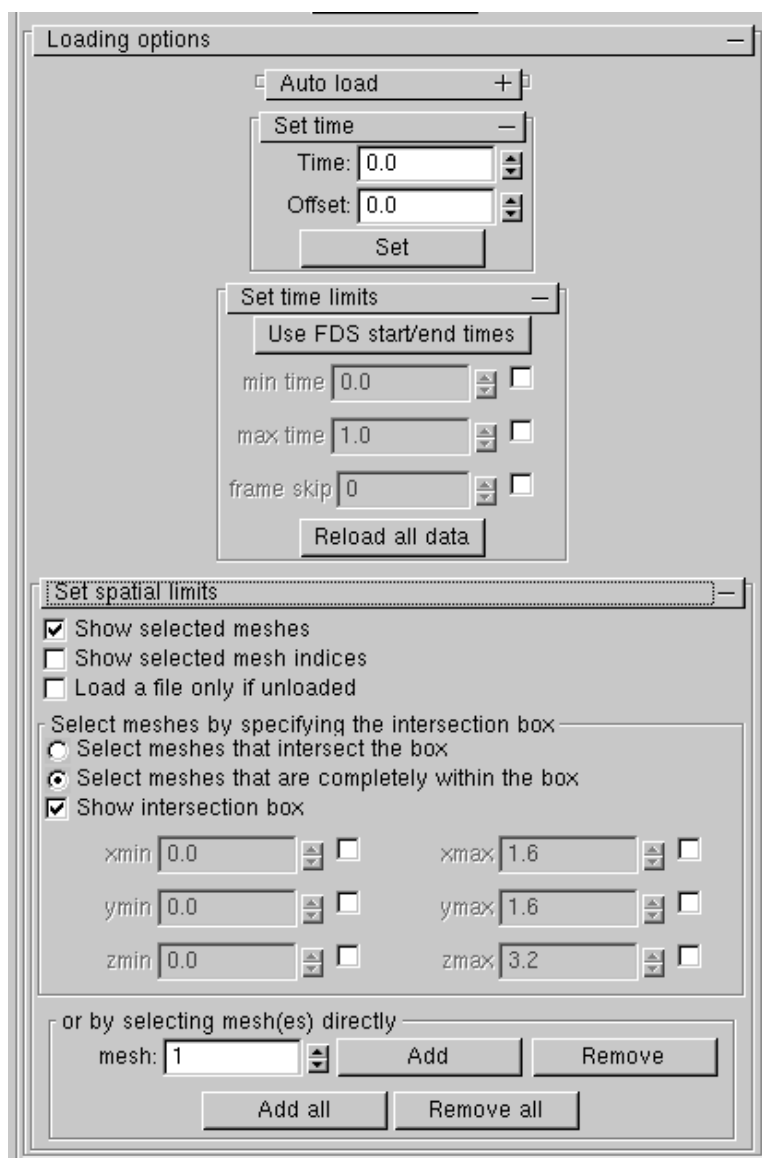 Loading options
Auto load
Set time
Time: 0.0
Offset: 0.0
Set
Set time limits
Use FDS start/end times
min time 0.0
max time 1.0
frame skip 0
Reload all data
Set spatial limits
Show selected meshes
Show selected mesh indices
Load a file only if unloaded
Select meshes by specifying the intersection box
Select meshes that intersect the box
Select meshes that are completely within the box
Show intersection box
xmin 0.0 xmax 1.6
ymin 0.0 ymax 1.6
zmin 0.0 zmax 3.2
or by selecting mesh(es) directly
mesh: 1 Add Remove
Add all Remove all